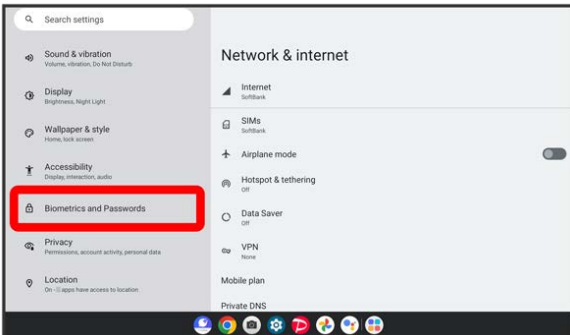 Search settings
Sound & vibration
Volume, vibration, Do Not Disturb
Display
Brightness, Night Light
Wallpaper & style
Home, lock screen
Accessibility
Display, interaction, audio
Biometrics and Passwords
Privacy
Permissions, account activity, personal data
Location
apps have access to location
Network & internet
Internet
SoftBank
SIMs
SoftBank
Airplane mode
Hotspot & tethering
Off
Data Saver
Off
VPN
None
Mobile plan
Private DNS